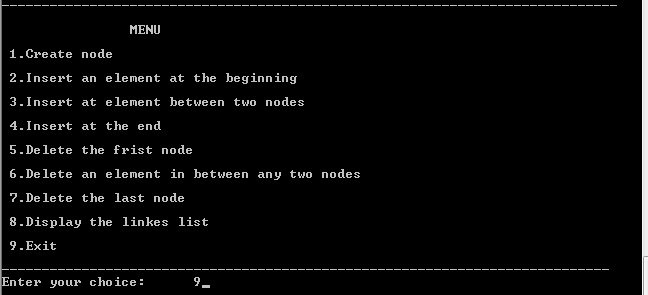 MENU
1.Create node
2.Insert an element at the beginning
3.Insert at element between two nodes
4.Insert at the end
5.Delete the frist node
6.Delete an element in between any two nodes
7.Delete the last node
8.Display the linkes list
9.Exit
Enter your choice: 9_